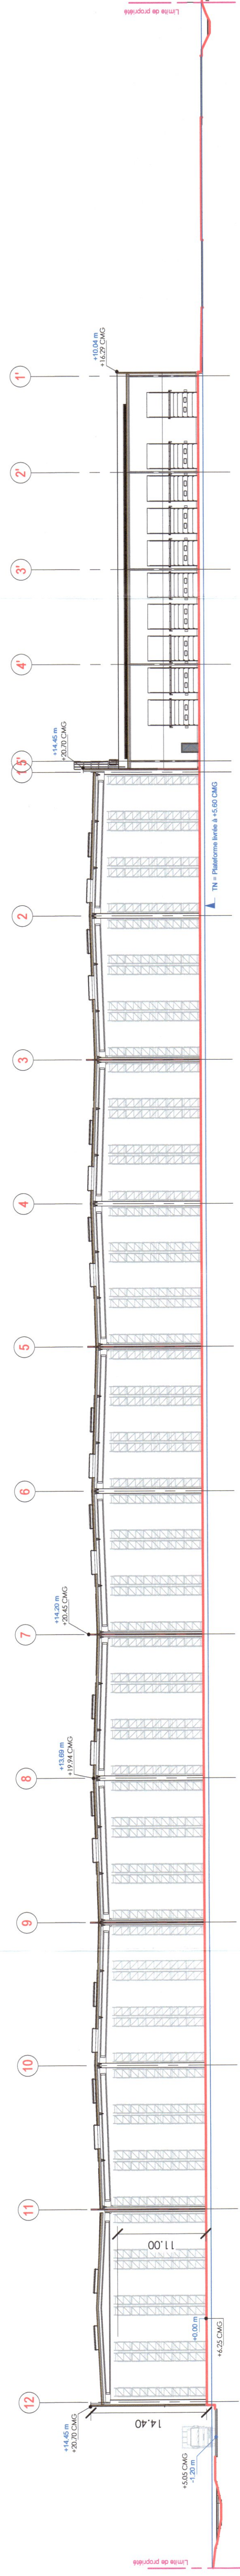 Limite de propriété
1'
+10.04 m
+16.29 CMG
2'
3'
4'
+14.45 m
+20.70 CMG
5'
1
TN = Plateforme livrée à +5.60 CMG
2
3
4
5
6
+14.20 m
+20.45 CMG
7
+13.69 m
+19.94 CMG
8
9
10
11
11.00
12
+14.45 m
+20.70 CMG
14.40
+0.00 m
+6.25 CMG
+5.05 CMG
-1.20 m
Limite de propriété